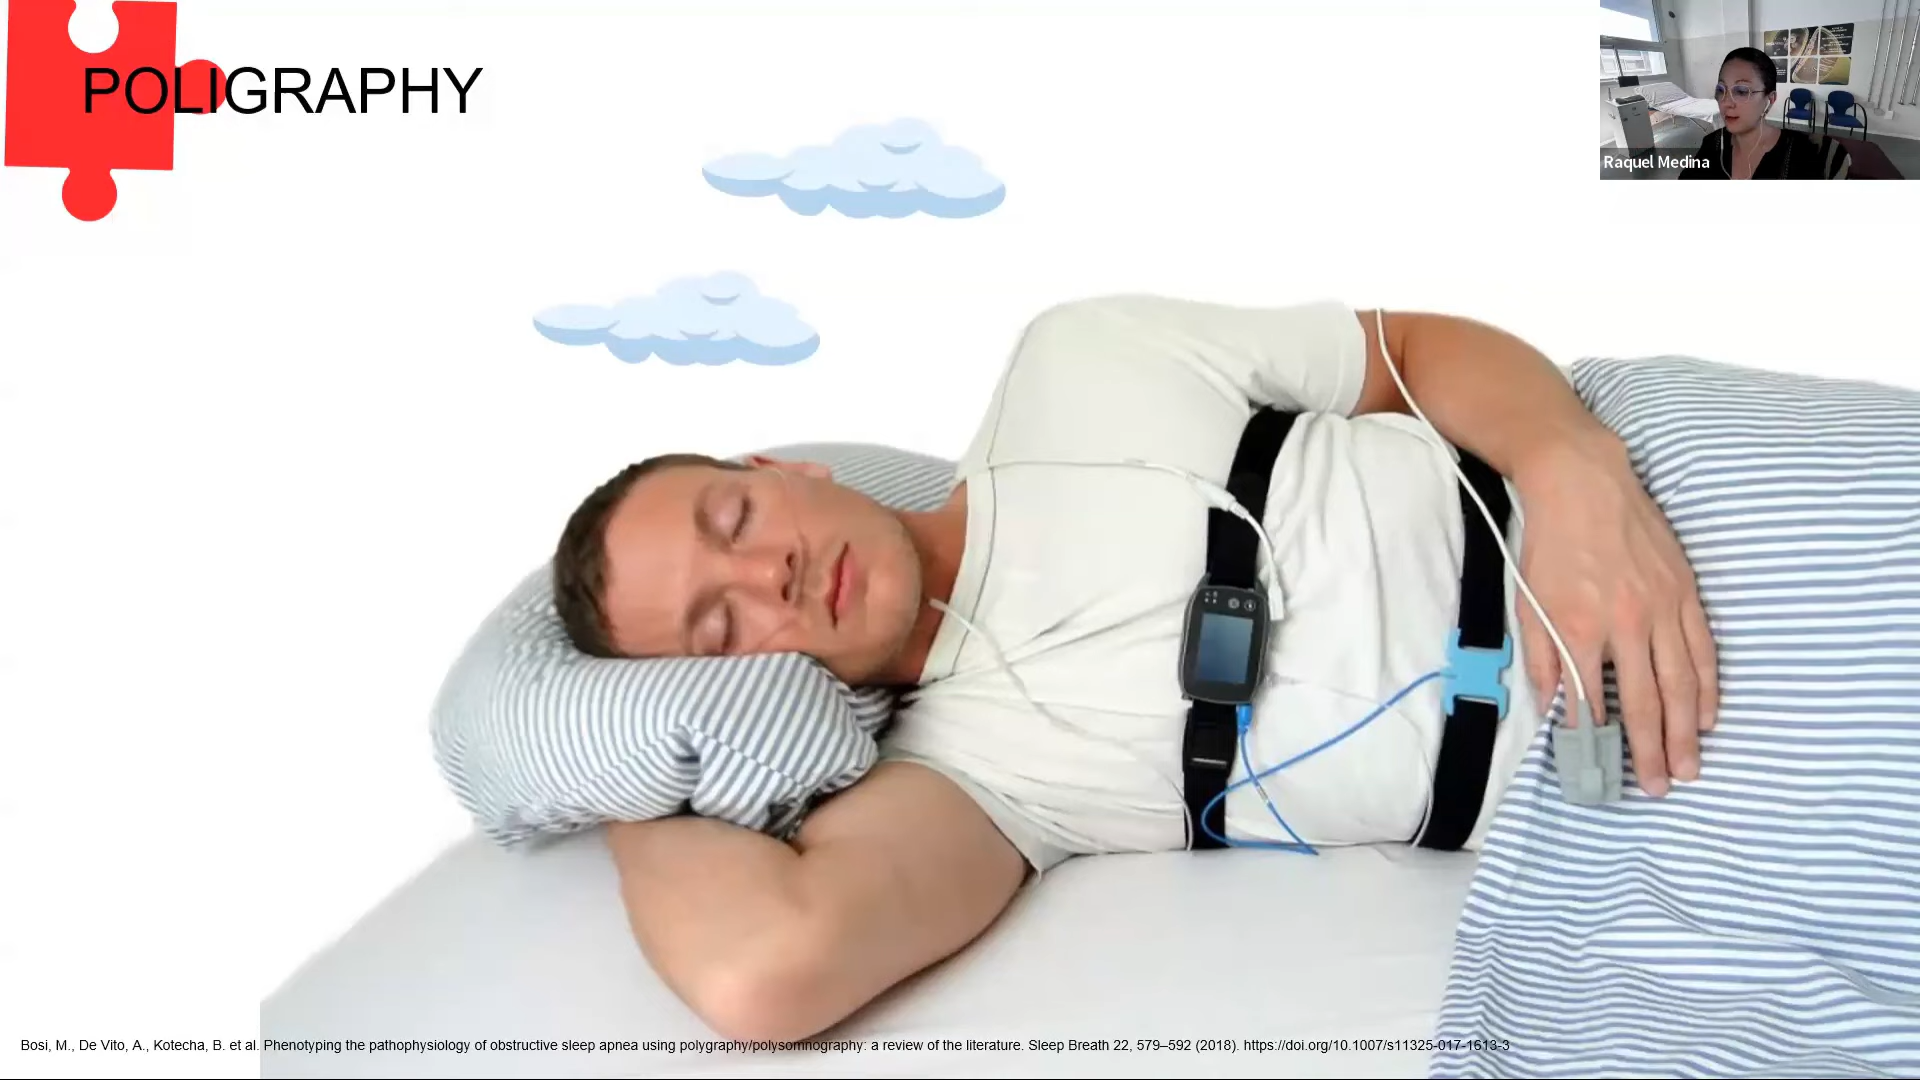 POLIGRAPHY
Raquel Medina
Bosi, M., De Vito, A., Kotecha, B. et al. Phenotyping the pathophysiology of obstructive sleep apnea using polygraphy/polysomnography: a review of the literature. Sleep Breath 22, 579–592 (2018). https://doi.org/10.1007/s11325-017-1613-3